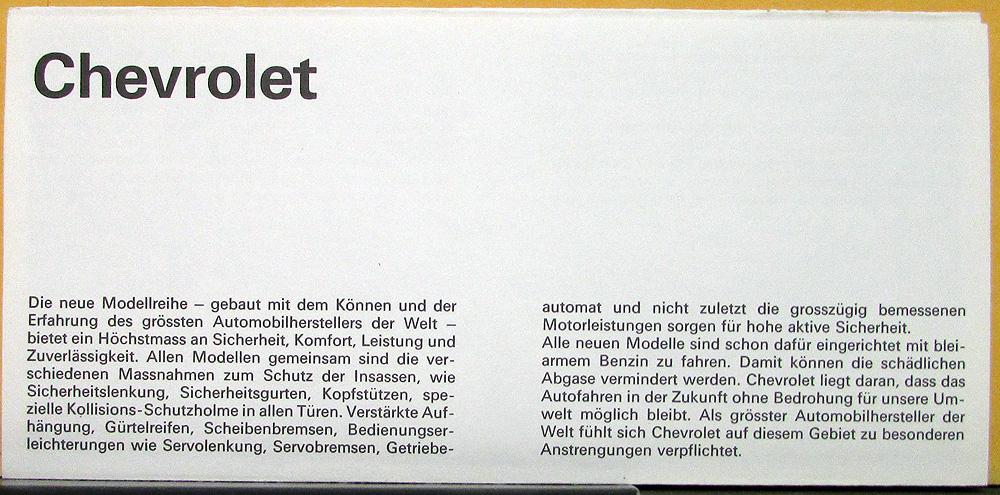 Chevrolet
Die neue Modellreihe – gebaut mit dem Können und der
Erfahrung des grössten Automobilherstellers der Welt –
bietet ein Höchstmass an Sicherheit, Komfort, Leistung und
Zuverlässigkeit. Allen Modellen gemeinsam sind die ver-
schiedenen Massnahmen zum Schutz der Insassen, wie
Sicherheitslenkung, Sicherheitsgurten, Kopfstützen, spe-
zielle Kollisions-Schutzholme in allen Türen. Verstärkte Auf-
hängung, Gürtelreifen, Scheibenbremsen, Bedienungser-
leichterungen wie Servolenkung, Servobremsen, Getriebe-
automat und nicht zuletzt die grosszügig bemessenen
Motorleistungen sorgen für hohe aktive Sicherheit.
Alle neuen Modelle sind schon dafür eingerichtet mit blei-
armem Benzin zu fahren. Damit können die schädlichen
Abgase vermindert werden. Chevrolet liegt daran, dass das
Autofahren in der Zukunft ohne Bedrohung für unsere Um-
welt möglich bleibt. Als grösster Automobilhersteller der
Welt fühlt sich Chevrolet auf diesem Gebiet zu besonderen
Anstrengungen verpflichtet.